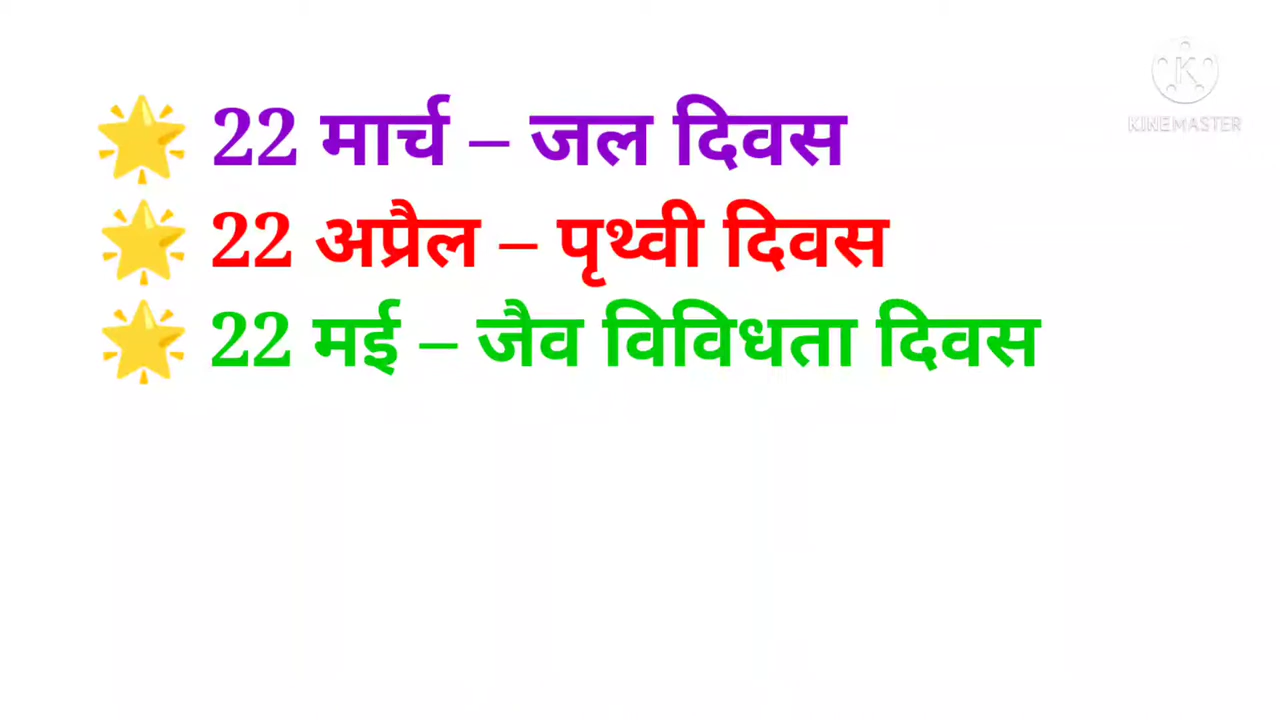 KINEMASTER
🌟 22 मार्च – जल दिवस
🌟 22 अप्रैल – पृथ्वी दिवस
🌟 22 मई – जैव विविधता दिवस